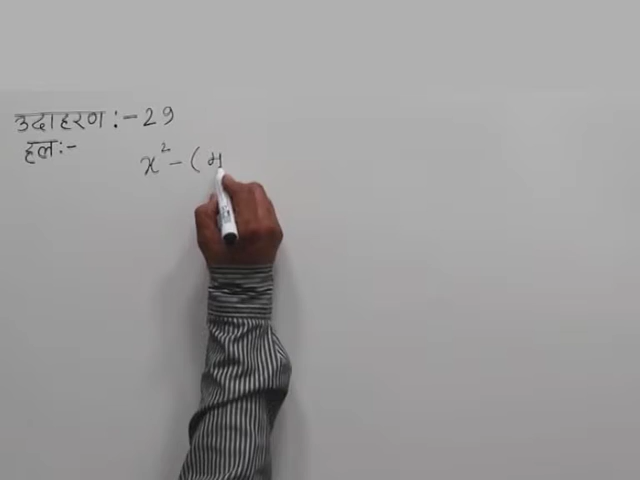 उदाहरण :- 29
हल :-
x² - ( म